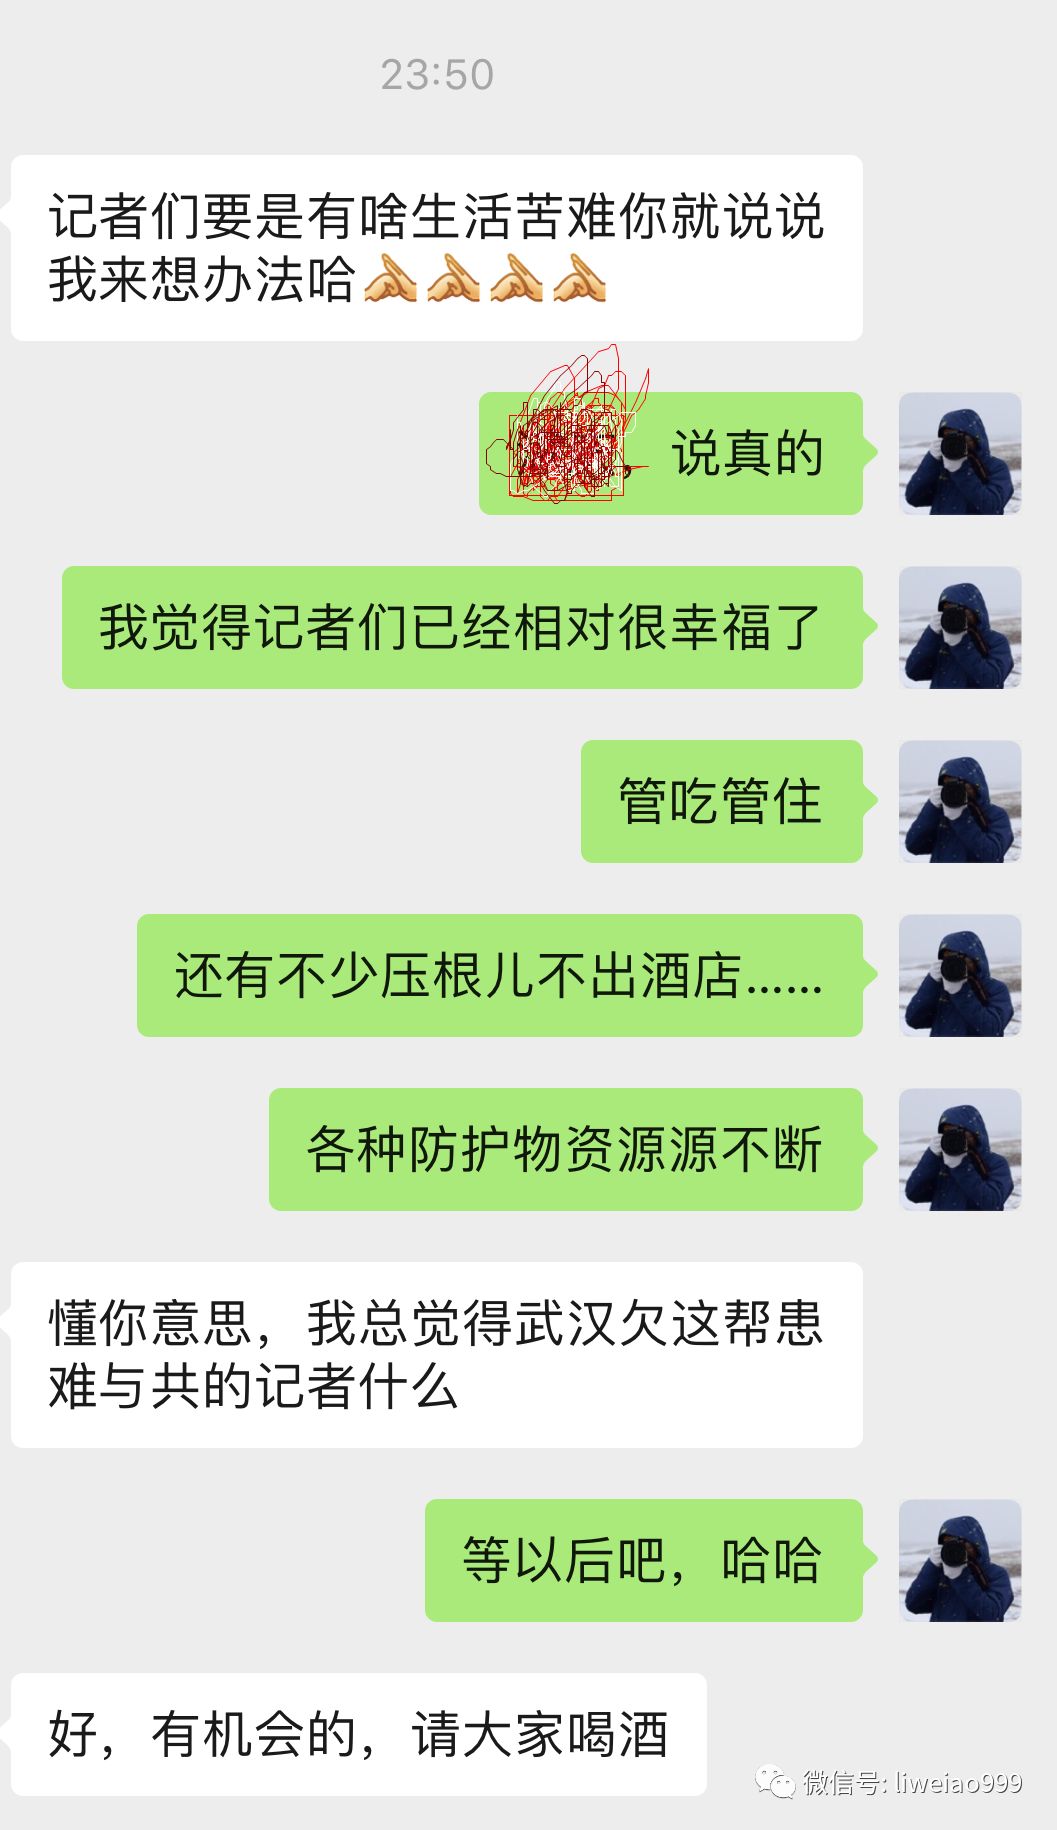 23:50
记者们要是有啥生活苦难你就说说
我来想办法哈
说真的
我觉得记者们已经相对很幸福了
管吃管住
还有不少压根儿不出酒店……
各种防护物资源源不断
懂你意思，我总觉得武汉欠这帮患
难与共的记者什么
等以后吧，哈哈
好，有机会的，请大家喝酒
微信号: liweiao999